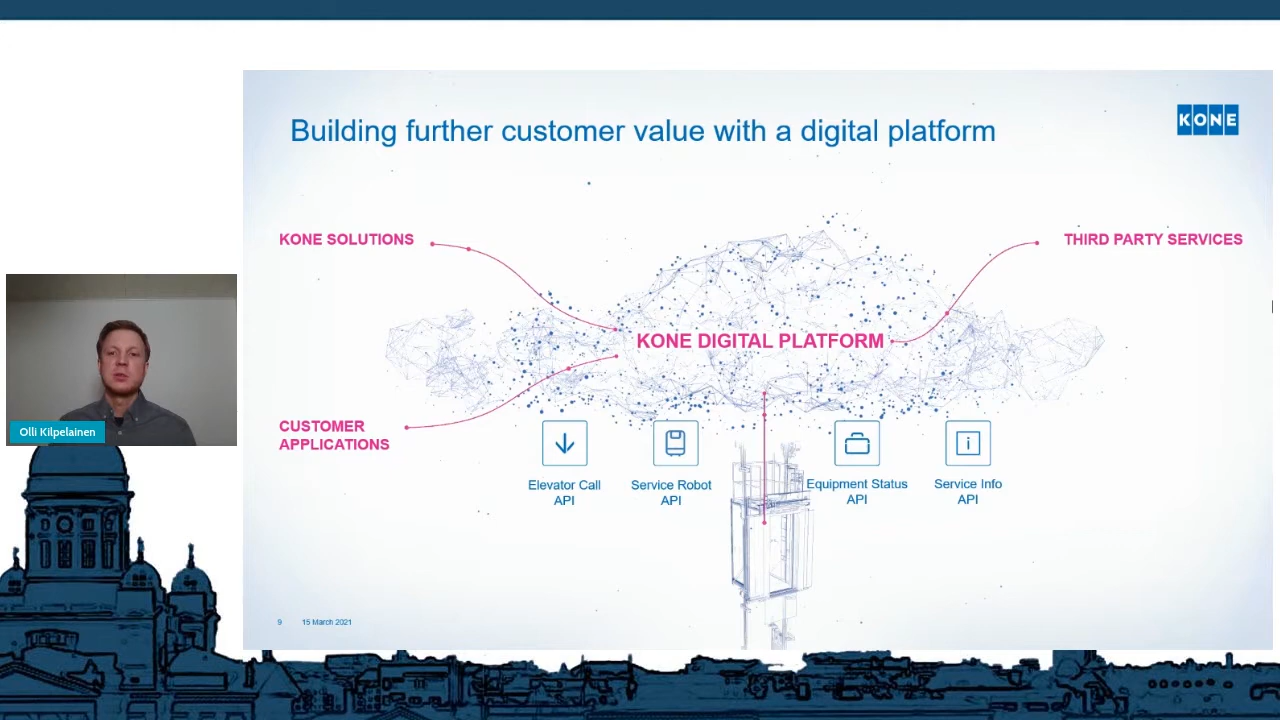 Building further customer value with a digital platform
KONE
KONE SOLUTIONS
THIRD PARTY SERVICES
KONE DIGITAL PLATFORM
CUSTOMER
APPLICATIONS
Olli Kilpelainen
Elevator Call
API
Service Robot
API
Equipment Status
API
Service Info
API
9 15 March 2021